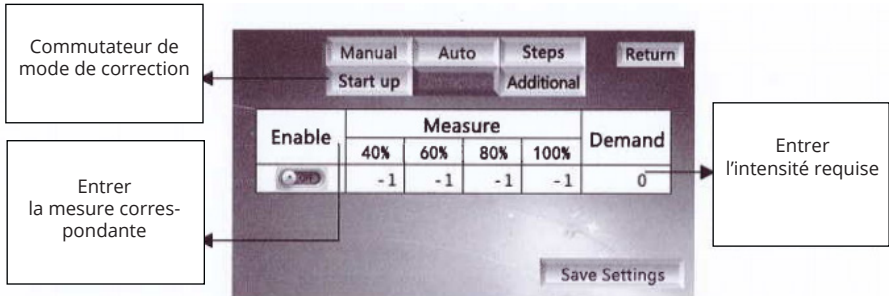 Commutateur de
mode de correction
Manual Auto Steps Return
Start up Additional
Enable Measure Demand
40% 60% 80% 100%
OFF -1 -1 -1 -1 0
Entrer
la mesure corres-
pondante
Entrer
l'intensité requise
Save Settings